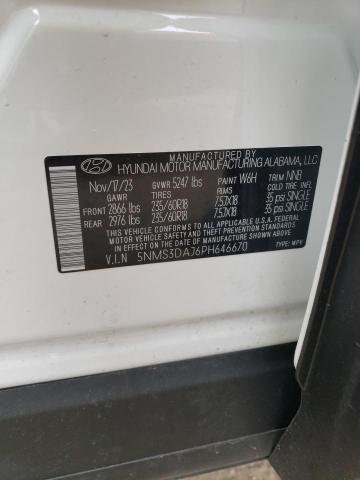 MANUFACTURED BY
HYUNDAI MOTOR MANUFACTURING ALABAMA, LLC
Nov/17/23 GVWR 5247 lbs PAINT W6H TRIM NNB
TIRES RIMS COLD TIRE INFL
FRONT 2866 lbs 235/60R18 7.5JX18 35 psi SINGLE
REAR 2976 lbs 235/60R18 7.5JX18 35 psi SINGLE
THIS VEHICLE CONFORMS TO ALL APPLICABLE U.S.A. FEDERAL
MOTOR VEHICLE SAFETY AND THEFT PREVENTION STANDARDS
IN EFFECT ON THE DATE OF MANUFACTURE SHOWN ABOVE.
V.I.N 5NMS3DAJ6PH646670 TYPE: MPV